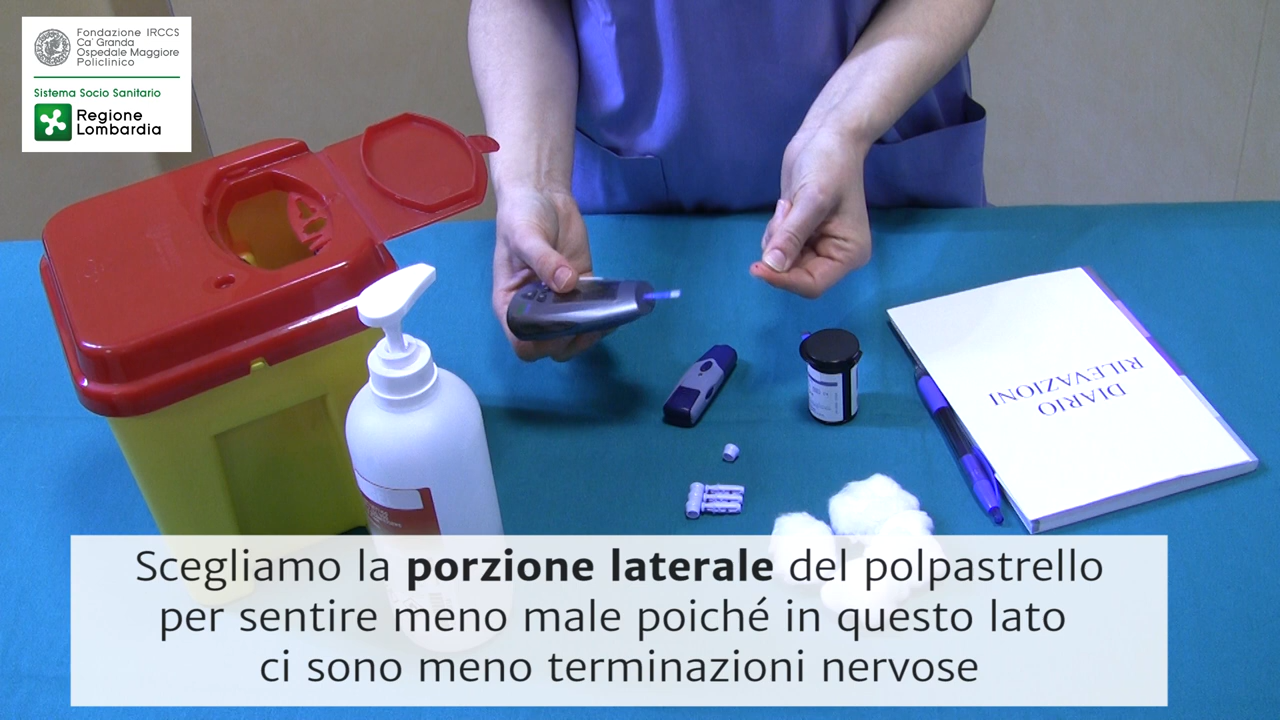 Fondazione IRCCS
Ca' Granda
Ospedale Maggiore
Policlinico
Sistema Socio Sanitario
Regione
Lombardia
DIARIO
RILEVAZIONI
Scegliamo la porzione laterale del polpastrello
per sentire meno male poiché in questo lato
ci sono meno terminazioni nervose